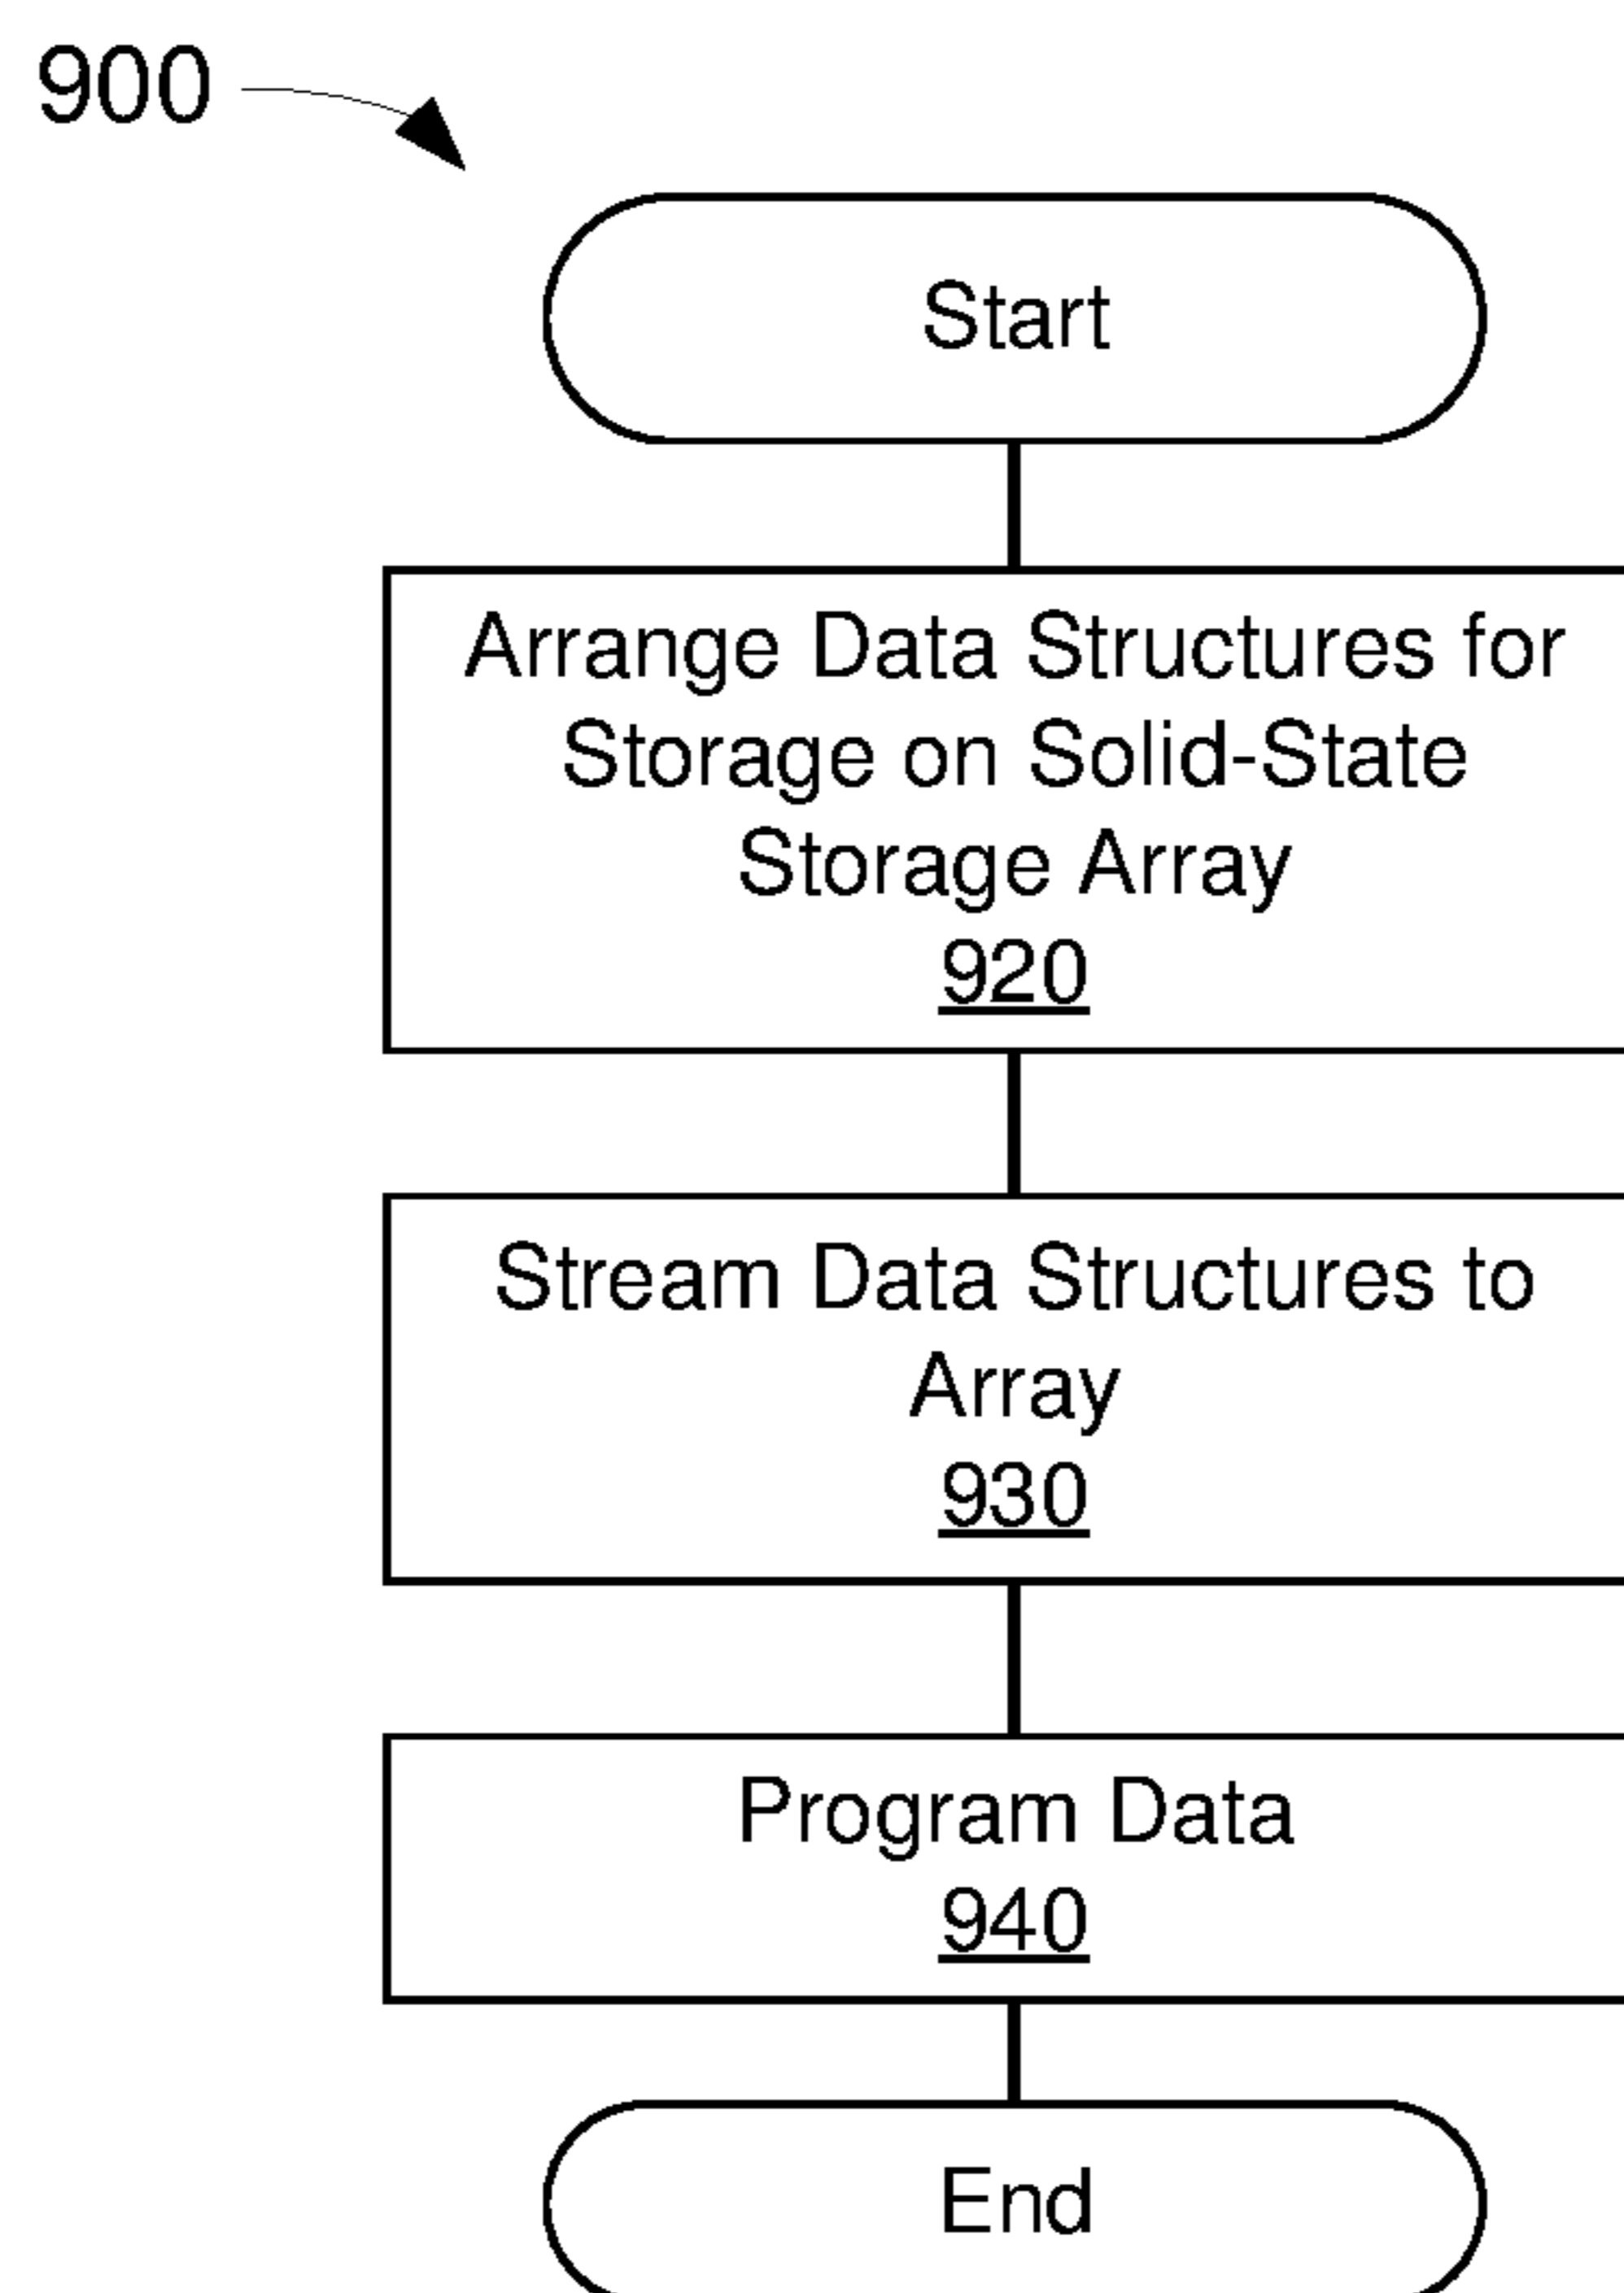 900
Start
Arrange Data Structures for
Storage on Solid-State
Storage Array
920
Stream Data Structures to
Array
930
Program Data
940
End